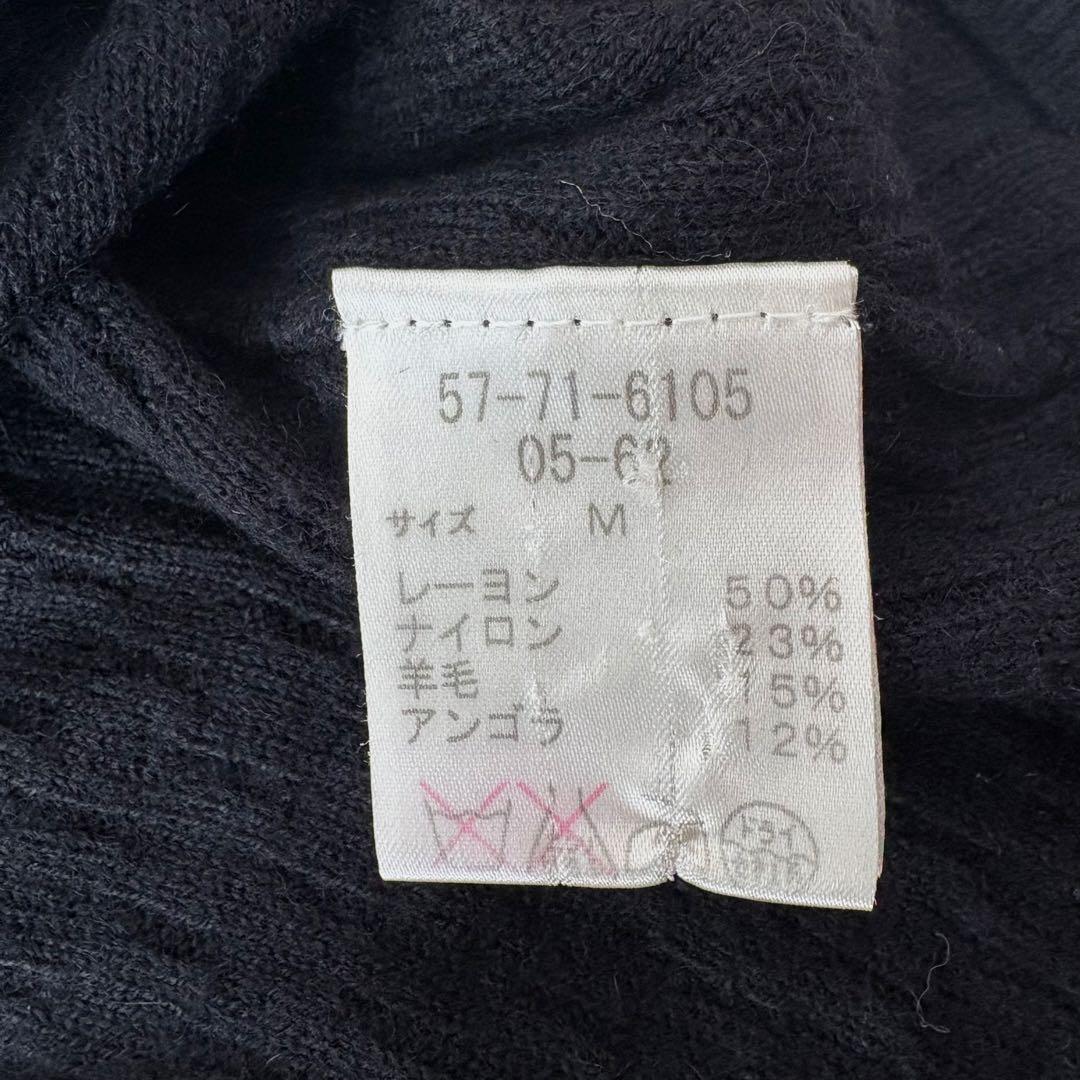 57-71-6105
05-62
サイズ M
レーヨン 50%
ナイロン 23%
羊毛 15%
アンゴラ 12%
ドライ